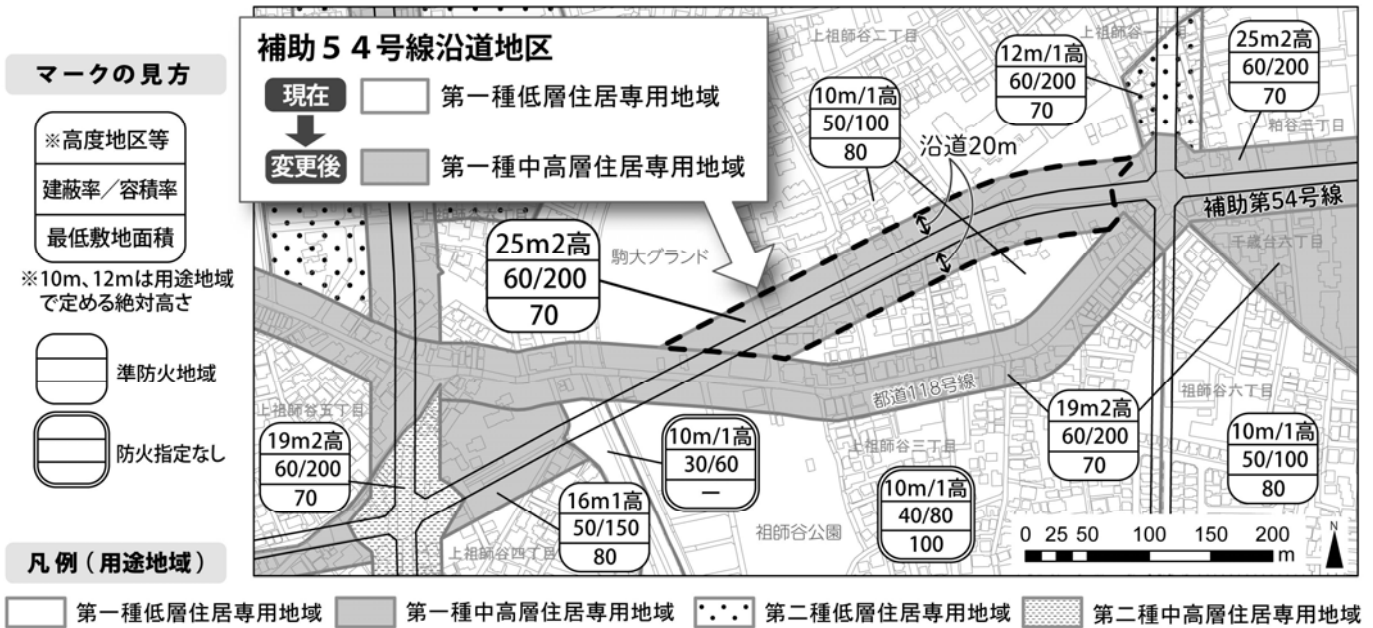 補助５４号線沿道地区
現在
第一種低層住居専用地域
変更後
第一種中高層住居専用地域
マークの見方
※高度地区等
建蔽率／容積率
最低敷地面積
※10m、12mは用途地域
で定める絶対高さ
準防火地域
防火指定なし
上祖師谷二丁目
上祖師谷一丁目
12m/1高
60/200
70
25m2高
60/200
70
粕谷三丁目
10m/1高
50/100
80
沿道20m
補助第54号線
千歳台六丁目
25m2高
60/200
70
駒大グランド
都道118号線
祖師谷六丁目
上祖師谷五丁目
19m2高
60/200
70
10m/1高
30/60
－
上祖師谷三丁目
19m2高
60/200
70
10m/1高
50/100
80
16m1高
50/150
80
上祖師谷四丁目
祖師谷公園
10m/1高
40/80
100
0 25 50 100 150 200
m
N
凡例（用途地域）
第一種低層住居専用地域
第一種中高層住居専用地域
第二種低層住居専用地域
第二種中高層住居専用地域